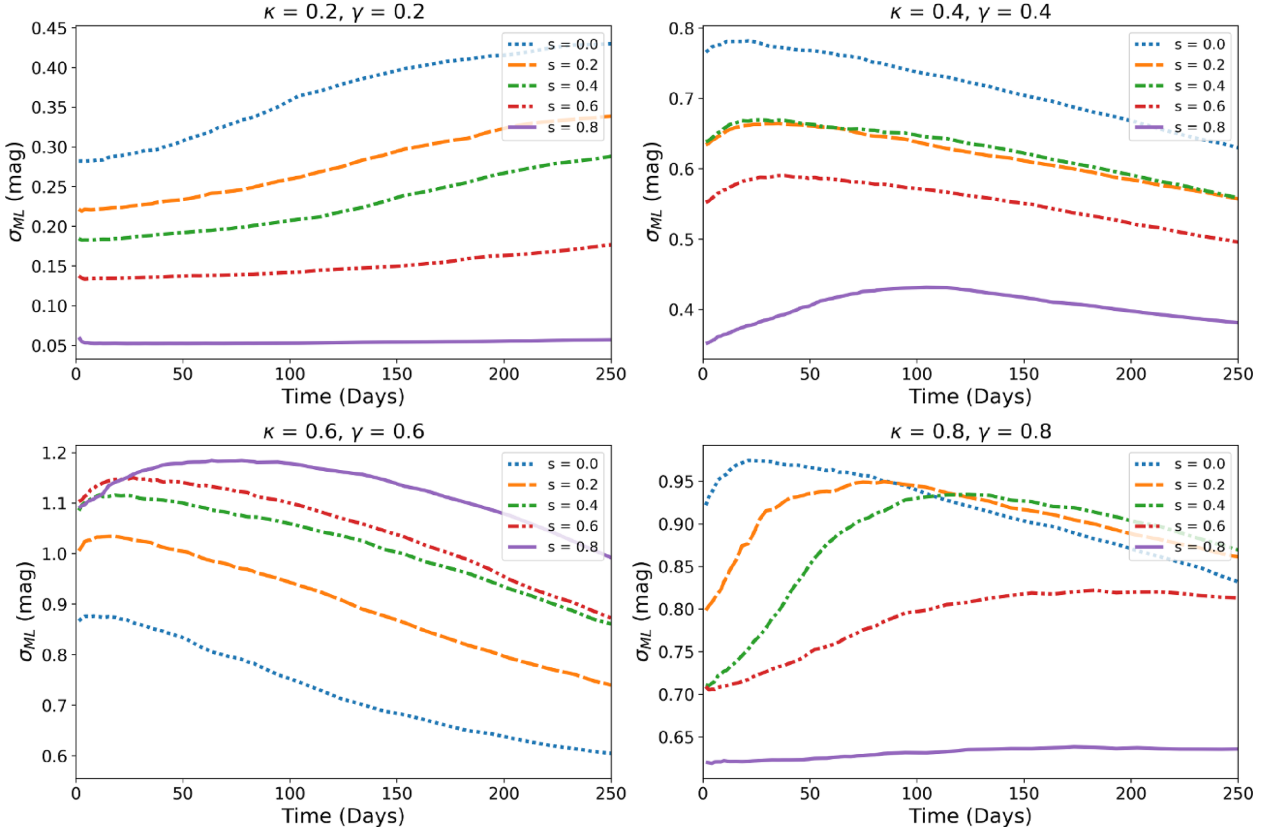 κ = 0.2, γ = 0.2
σML (mag)
0.45
0.40
0.35
0.30
0.25
0.20
0.15
0.10
0.05
s = 0.0
s = 0.2
s = 0.4
s = 0.6
s = 0.8
0 50 100 150 200 250
Time (Days)
κ = 0.4, γ = 0.4
σML (mag)
0.8
0.7
0.6
0.5
0.4
s = 0.0
s = 0.2
s = 0.4
s = 0.6
s = 0.8
0 50 100 150 200 250
Time (Days)
κ = 0.6, γ = 0.6
σML (mag)
1.2
1.1
1.0
0.9
0.8
0.7
0.6
s = 0.0
s = 0.2
s = 0.4
s = 0.6
s = 0.8
0 50 100 150 200 250
Time (Days)
κ = 0.8, γ = 0.8
σML (mag)
0.95
0.90
0.85
0.80
0.75
0.70
0.65
s = 0.0
s = 0.2
s = 0.4
s = 0.6
s = 0.8
0 50 100 150 200 250
Time (Days)